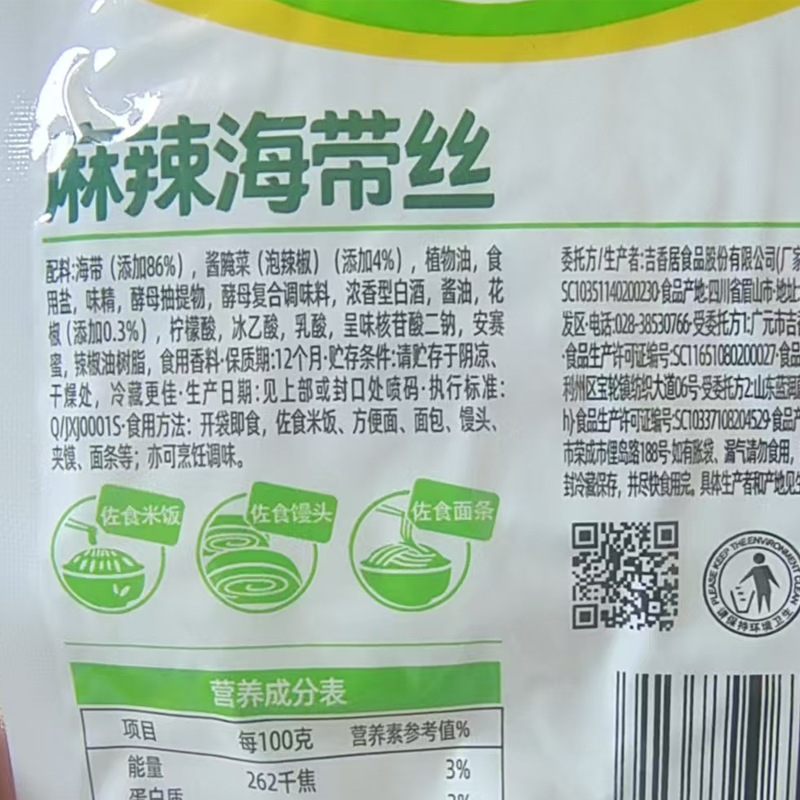 麻辣海带丝
配料:海带（添加86%），酱腌菜（泡辣椒）（添加4%），植物油，食
用盐，味精，酵母抽提物，酵母复合调味料，浓香型白酒，酱油，花
椒（添加0.3%），柠檬酸，冰乙酸，乳酸，呈味核苷酸二钠，安赛
蜜，辣椒油树脂，食用香料·保质期:12个月·贮存条件:请贮存于阴凉、
干燥处，冷藏更佳·生产日期:见上部或封口处喷码·执行标准:
Q/JXJ0001S·食用方法：开袋即食，佐食米饭、方便面、面包、馒头、
夹馍、面条等；亦可烹饪调味。
委托方/生产者:吉香居食品股份有限公司(厂家
SC10351140200230·食品产地:四川省眉山市·地址:
发区·电话:028-38530766·受委托方1:广元市吉
·食品生产许可证编号:SC11651080200027·食品
利州区宝轮镇纺织大道06号·受委托方2:山东蓝福
h)·食品生产许可证编号:SC10337108204529·食品产
市荣成市俚岛路188号·如有胀袋、漏气请勿食用，
封冷藏保存，并尽快食用完。具体生产者和产地见生
佐食米饭
佐食馒头
佐食面条
PLEASE KEEP THE ENVIRONMENT CLEAN
请保持环境卫生
营养成分表
项目 每100克 营养素参考值%
能量 262千焦 3%
蛋白质